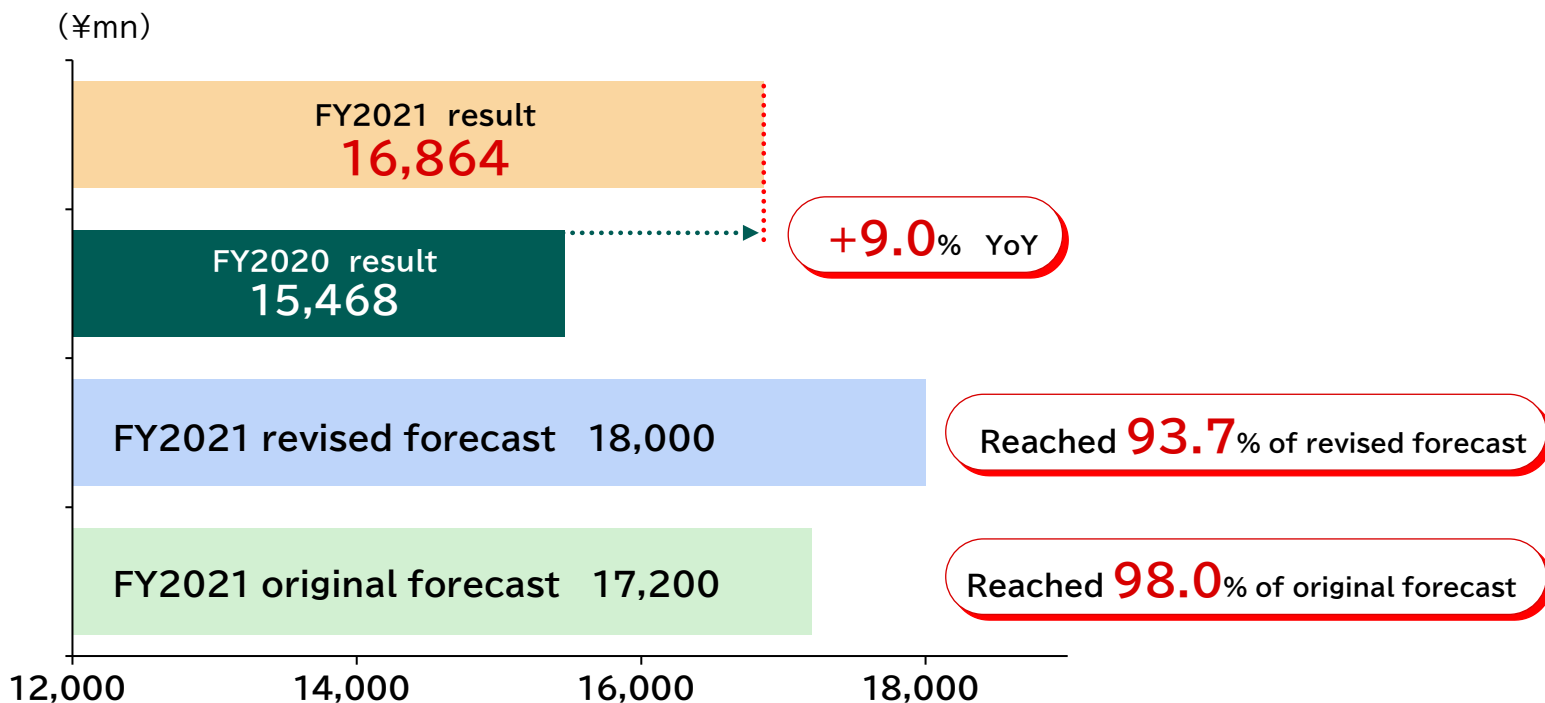 （¥mn）
FY2021 result
16,864
+9.0% YoY
FY2020 result
15,468
FY2021 revised forecast 18,000
Reached 93.7% of revised forecast
FY2021 original forecast 17,200
Reached 98.0% of original forecast
12,000 14,000 16,000 18,000